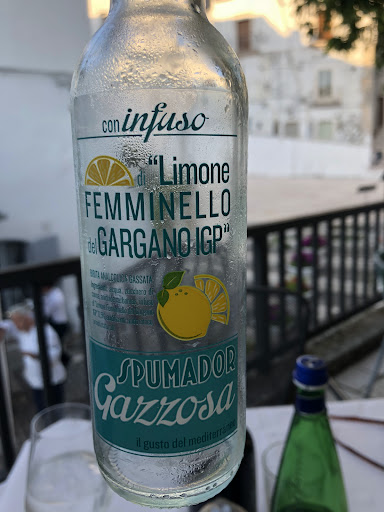 con infuso
di "Limone
FEMMINELLO
del GARGANO IGP"
BIBITA ANALCOLICA GASSATA
SPUMADOR
Gazzosa
il gusto del mediterraneo